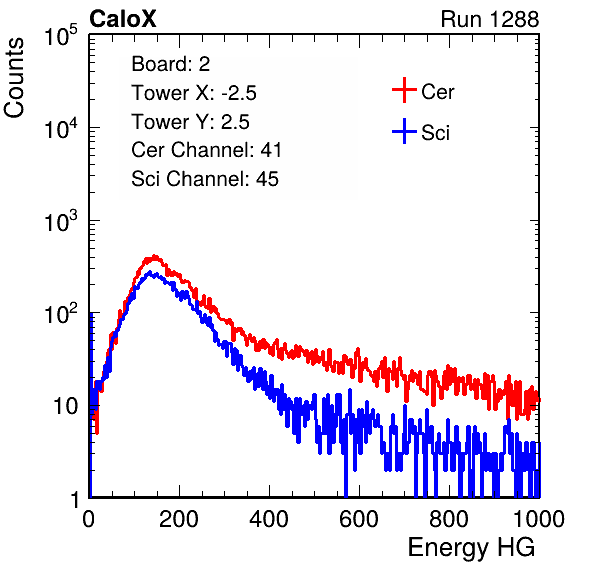 CaloX Run 1288
Counts
10^5
10^4
10^3
10^2
10
1
Board: 2
Tower X: -2.5
Tower Y: 2.5
Cer Channel: 41
Sci Channel: 45
Cer
Sci
0 200 400 600 800 1000
Energy HG